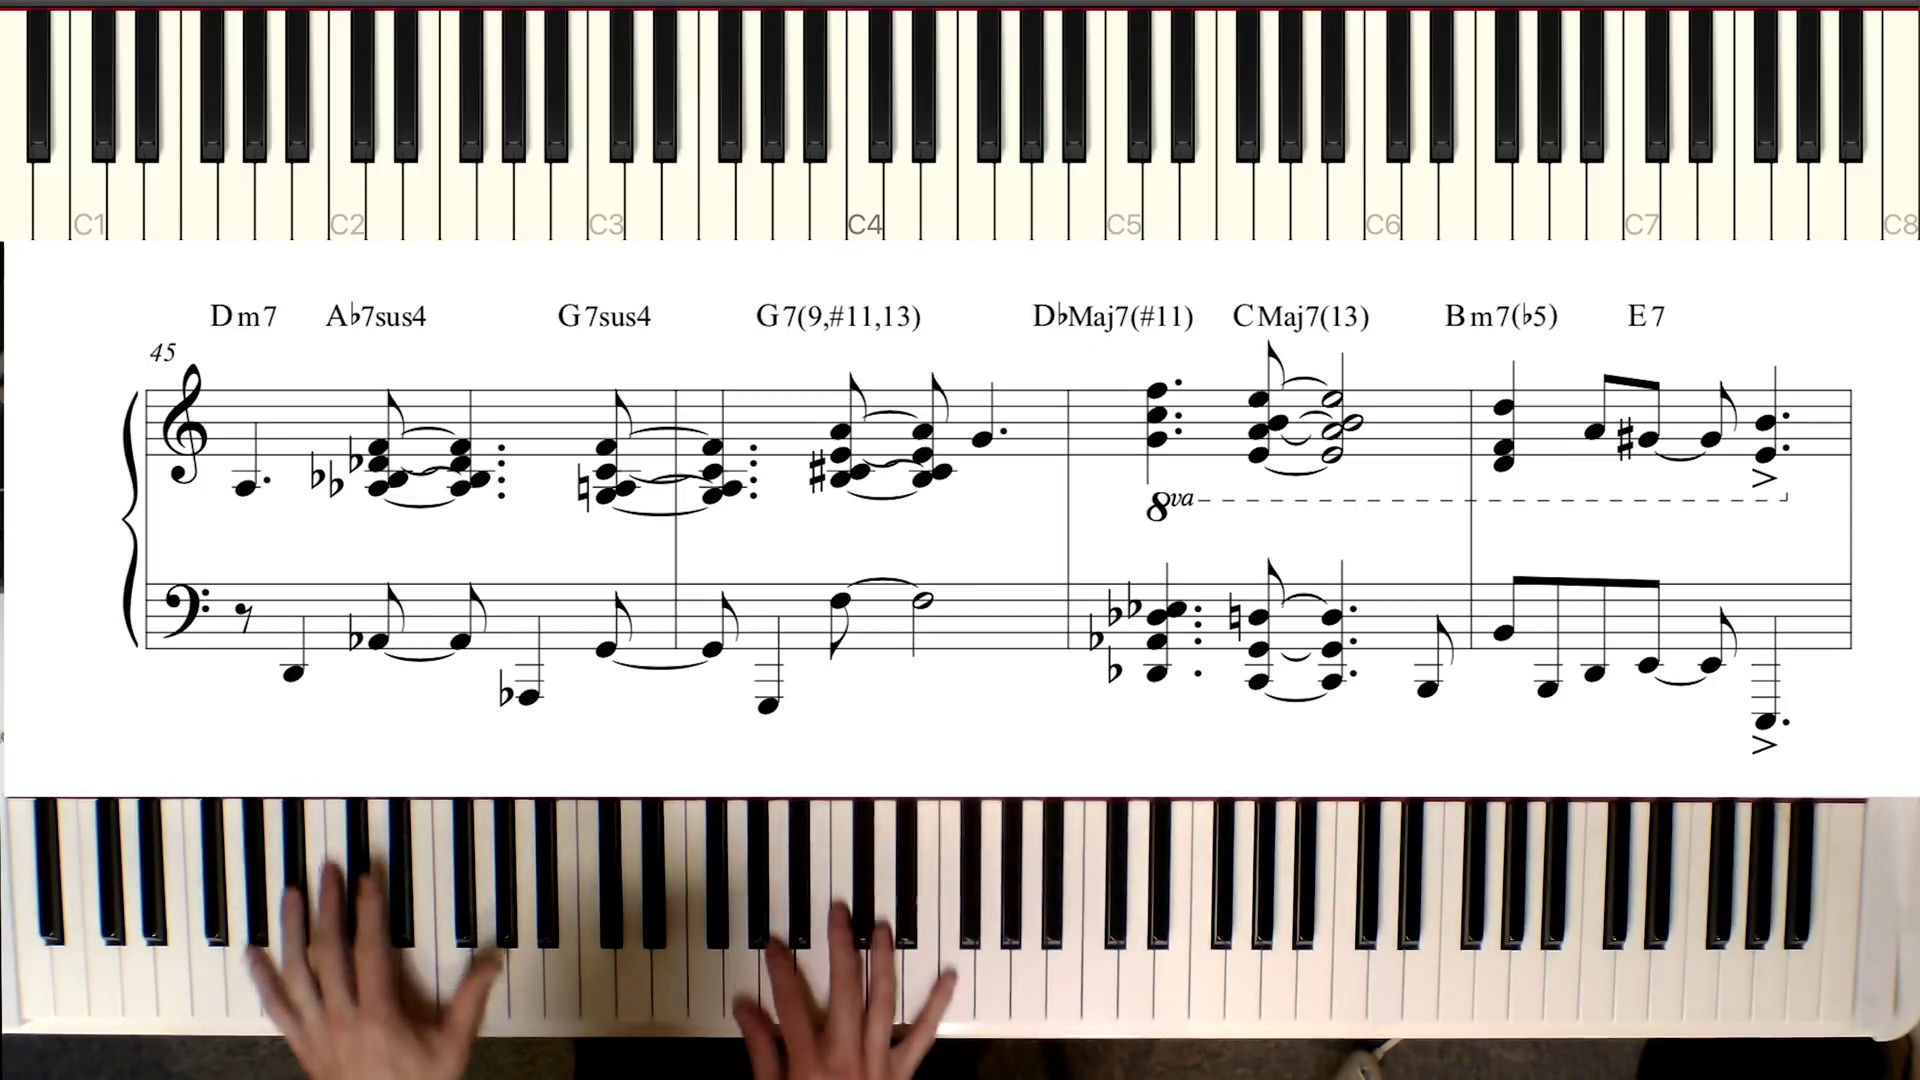 C1 C2 C3 C4 C5 C6 C7 C8
Dm7 A♭7sus4 G7sus4 G7(9,#11,13) D♭Maj7(#11) CMaj7(13) Bm7(♭5) E7
45
8va